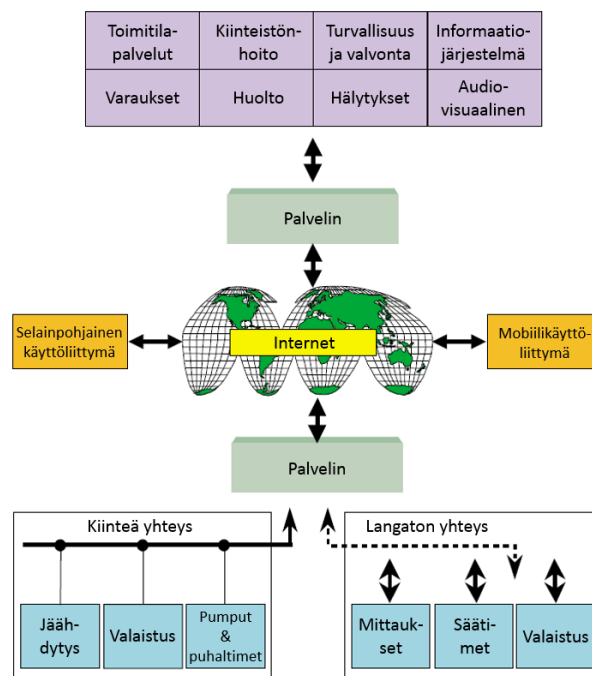 Toimitila-
palvelut
Kiinteistön-
hoito
Turvallisuus
ja valvonta
Informaatio-
järjestelmä
Varaukset
Huolto
Hälytykset
Audio-
visuaalinen
Palvelin
Selainpohjainen
käyttöliittymä
Internet
Mobiilikäyttö-
liittymä
Palvelin
Kiinteä yhteys
Langaton yhteys
Jääh-
dytys
Valaistus
Pumput
&
puhaltimet
Mittauk-
set
Sääti-
met
Valaistus